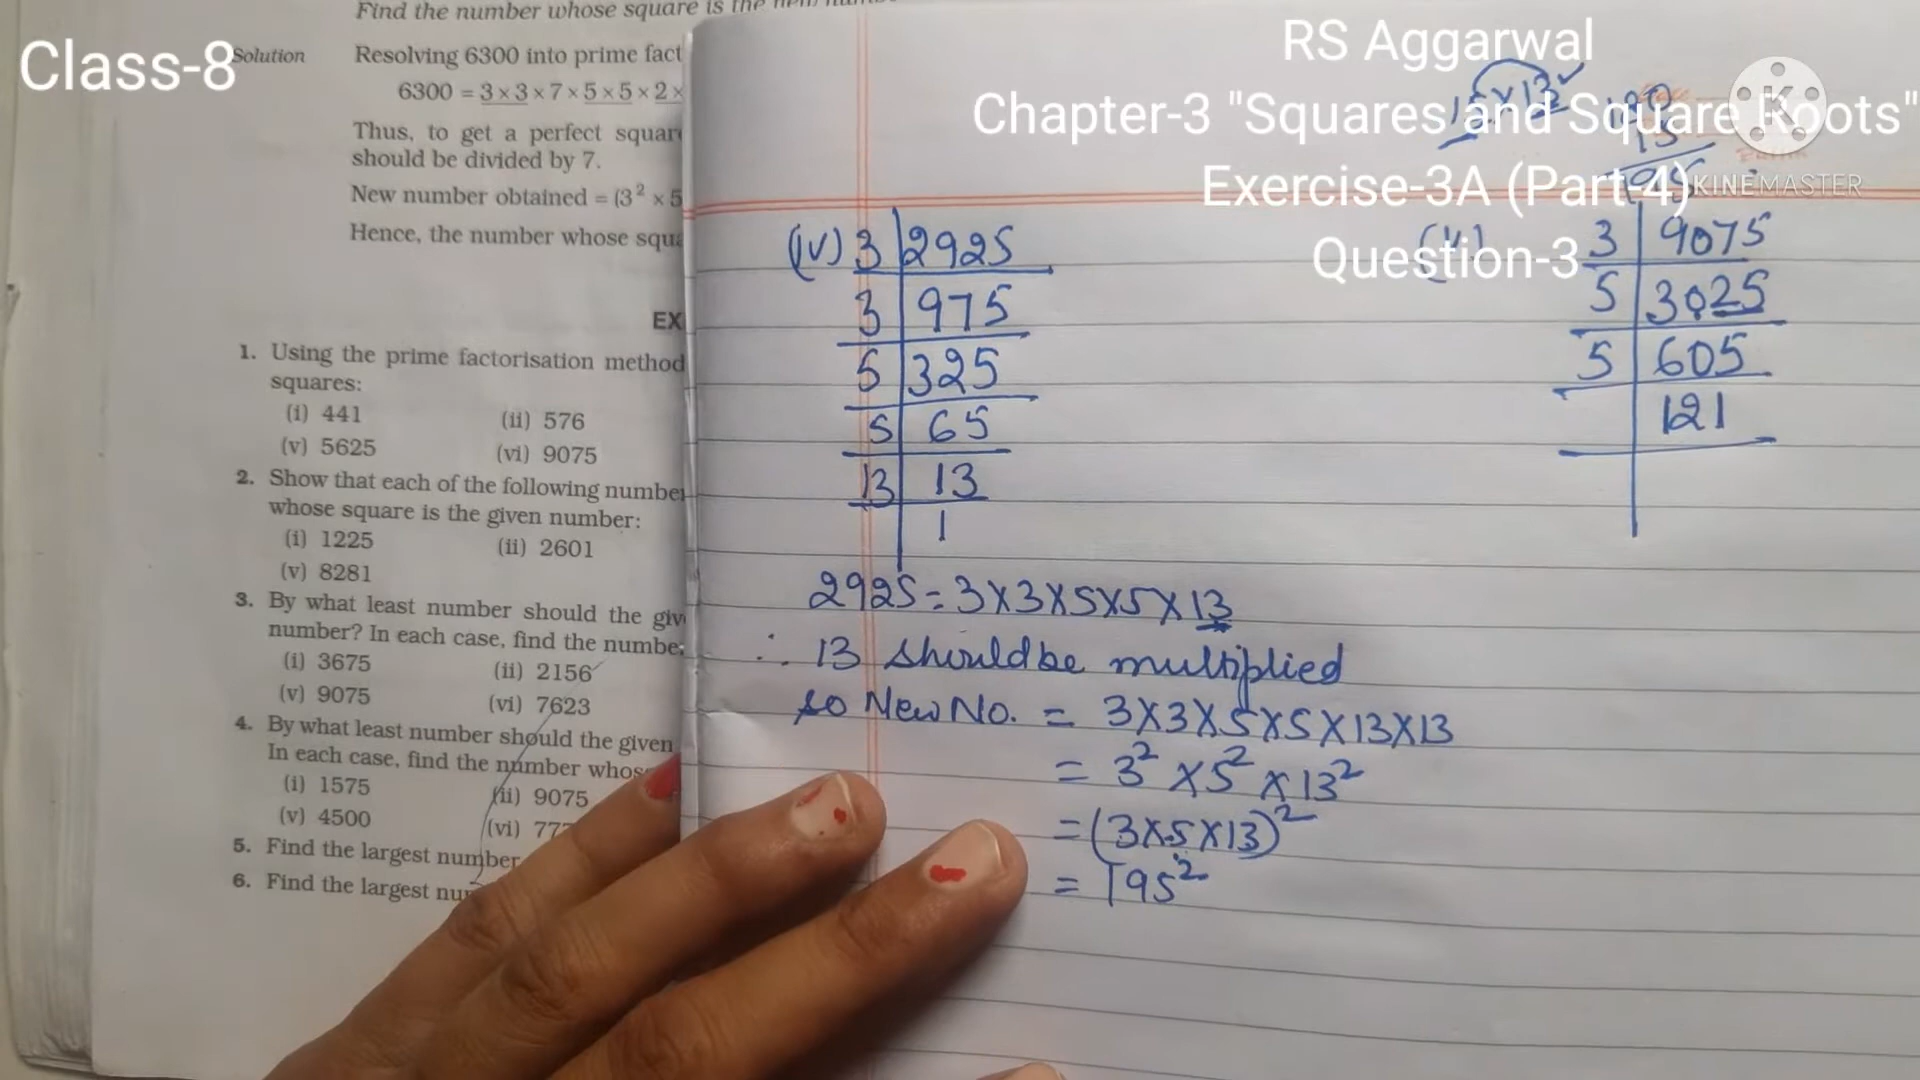 Class-8
RS Aggarwal
Chapter-3 "Squares and Square Roots"
Exercise-3A (Part-4)
Question-3
KINEMASTER
Find the number whose square is the new
Solution Resolving 6300 into prime fact
6300 = 3 × 3 × 7 × 5 × 5 × 2 ×
Thus, to get a perfect square
should be divided by 7.
New number obtained = (3² × 5
Hence, the number whose squa
EX
1. Using the prime factorisation method
squares:
(i) 441 (ii) 576
(v) 5625 (vi) 9075
2. Show that each of the following number
whose square is the given number:
(i) 1225 (ii) 2601
(v) 8281
3. By what least number should the giv
number? In each case, find the numbe
(i) 3675 (ii) 2156
(v) 9075 (vi) 7623
4. By what least number should the given
In each case, find the number whos
(i) 1575 (ii) 9075
(v) 4500 (vi) 777
5. Find the largest number
6. Find the largest nu
15×13
(iv) 3 | 2925
3 | 975
5 | 325
5 | 65
13 | 13
1
2925 = 3×3×5×5×13
∴ 13 should be multiplied
so New No. = 3×3×5×5×13×13
= 3² × 5² × 13²
= (3×5×13)²
= 195²
(v) 3 | 9075
5 | 3025
5 | 605
121